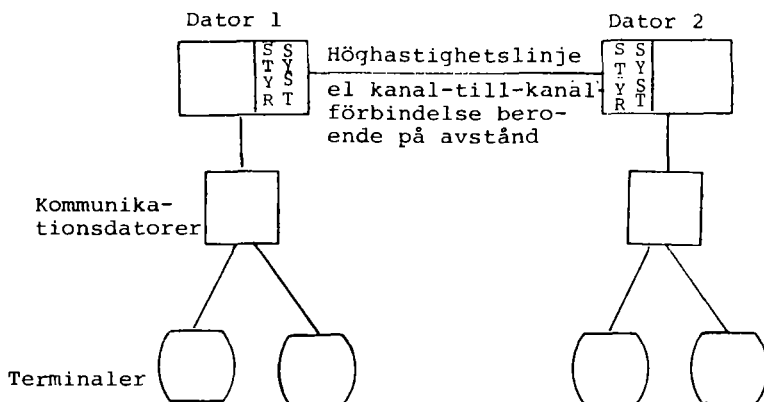 Dator 1
Dator 2
STYR SYST
Höghastighetslinje
el kanal-till-kanal-
förbindelse bero-
ende på avstånd
STYR SYST
Kommunika-
tionsdatorer
Terminaler